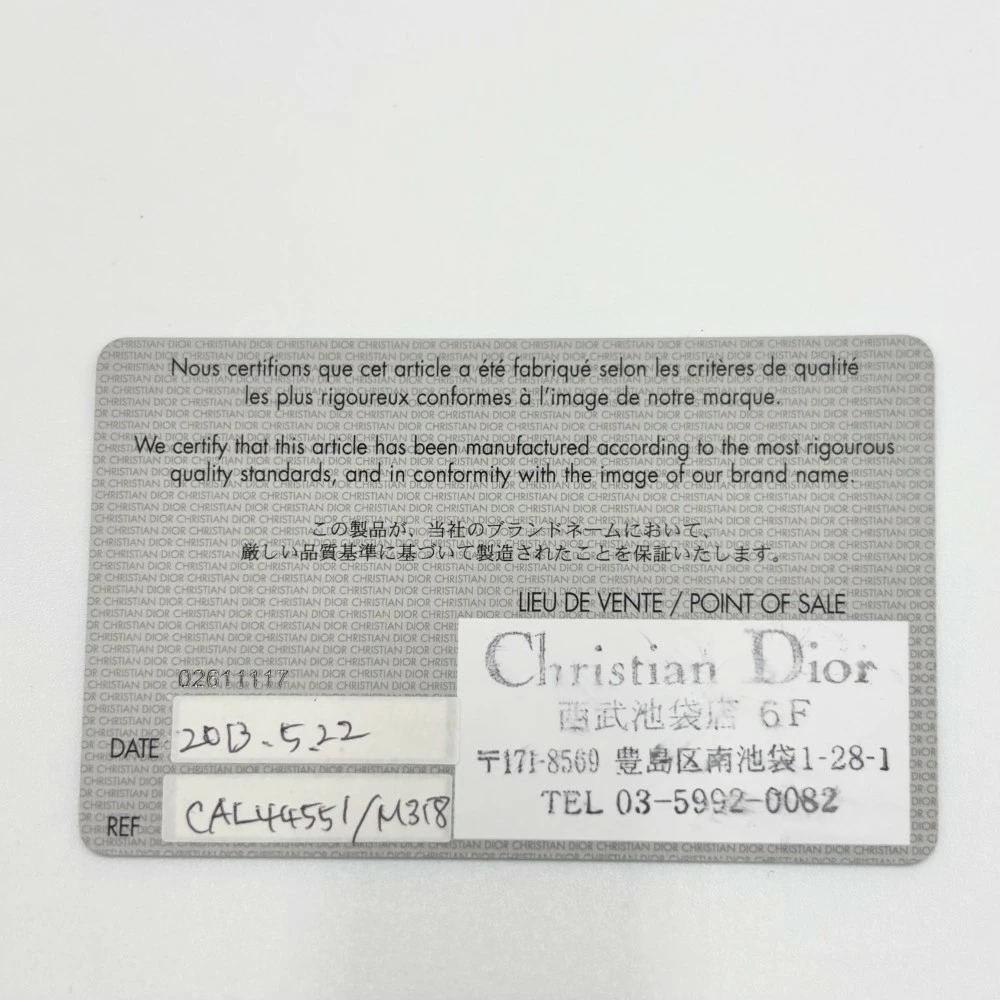 Nous certifions que cet article a été fabriqué selon les critères de qualité
les plus rigoureux conformes à l'image de notre marque.
We certify that this article has been manufactured according to the most rigourous
quality standards, and in conformity with the image of our brand name.
この製品が、当社のブランドネームにおいて、
厳しい品質基準に基づいて製造されたことを保証いたします。
LIEU DE VENTE / POINT OF SALE
Christian Dior
西武池袋店 6F
〒171-8569 豊島区南池袋1-28-1
TEL 03-5992-0082
02611117
DATE 2013.5.22
REF CAL44551/M318